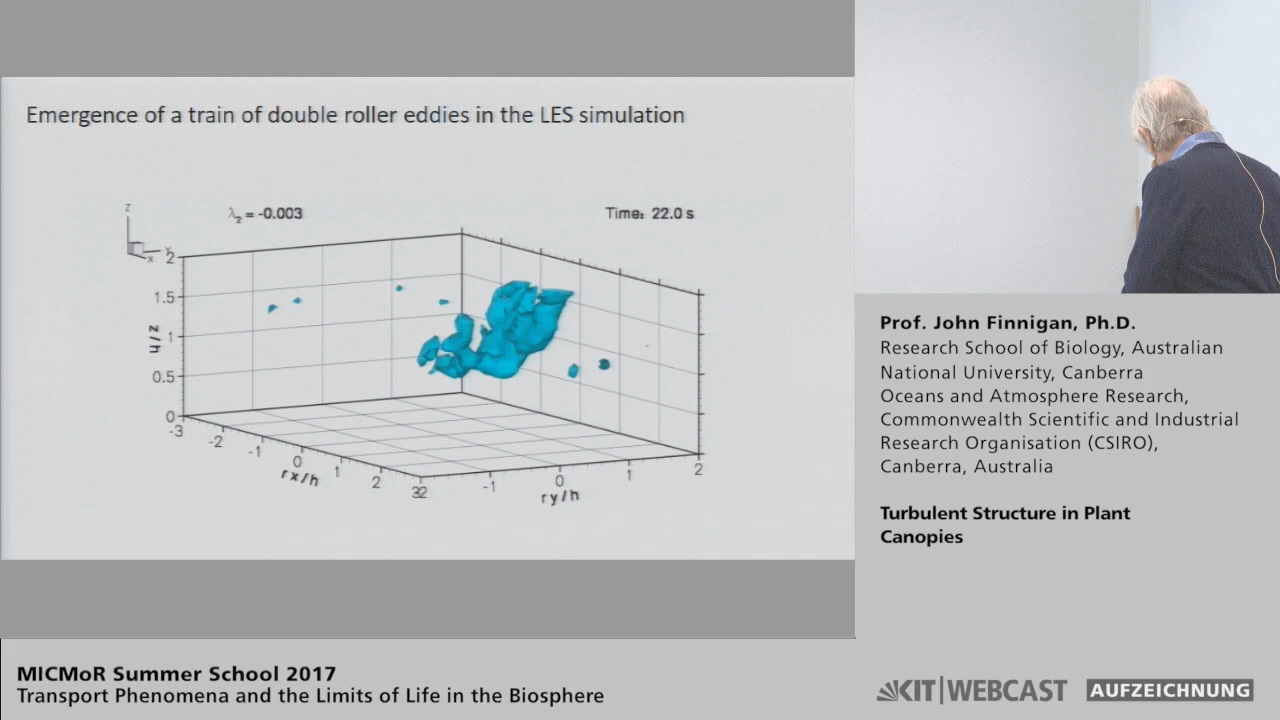 Emergence of a train of double roller eddies in the LES simulation
λ2 = -0.003
Time: 22.0 s
z
y
x
2
1.5
1
0.5
0
z/h
-3
-2
-1
0
1
2
32
rx/h
-1
0
1
2
ry/h
Prof. John Finnigan, Ph.D.
Research School of Biology, Australian
National University, Canberra
Oceans and Atmosphere Research,
Commonwealth Scientific and Industrial
Research Organisation (CSIRO),
Canberra, Australia
Turbulent Structure in Plant
Canopies
MICMoR Summer School 2017
Transport Phenomena and the Limits of Life in the Biosphere
KIT|WEBCAST
AUFZEICHNUNG